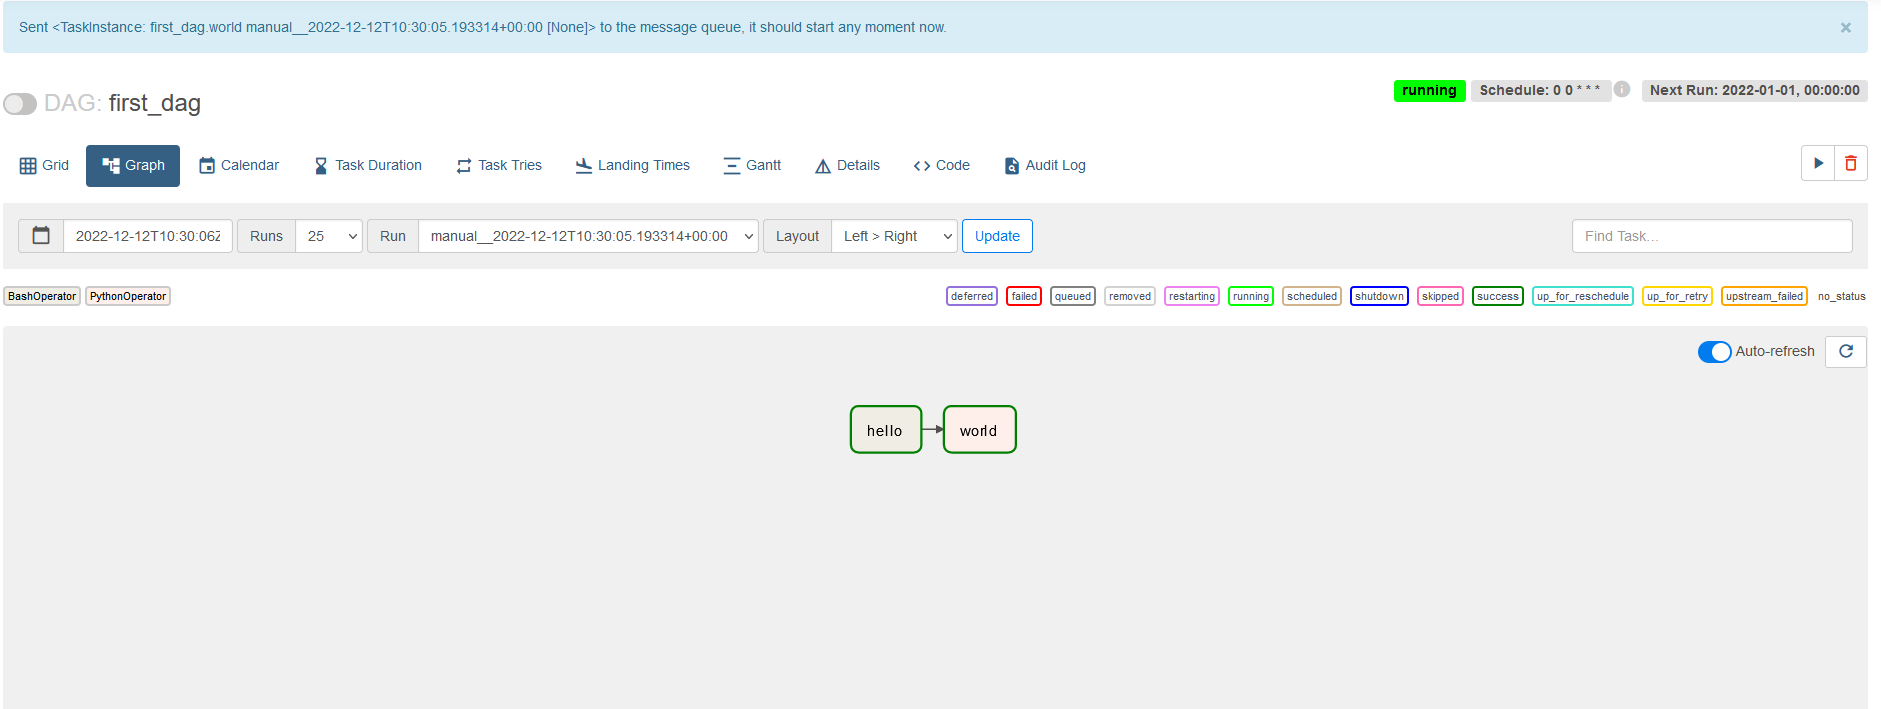 Sent <TaskInstance: first_dag.world manual__2022-12-12T10:30:05.193314+00:00 [None]> to the message queue, it should start any moment now. ×
DAG: first_dag
running Schedule: 0 0 * * * Next Run: 2022-01-01, 00:00:00
Grid Graph Calendar Task Duration Task Tries Landing Times Gantt Details Code Audit Log
2022-12-12T10:30:06Z Runs 25 Run manual__2022-12-12T10:30:05.193314+00:00 Layout Left > Right Update Find Task...
BashOperator PythonOperator deferred failed queued removed restarting running scheduled shutdown skipped success up_for_reschedule up_for_retry upstream_failed no_status
Auto-refresh
hello world